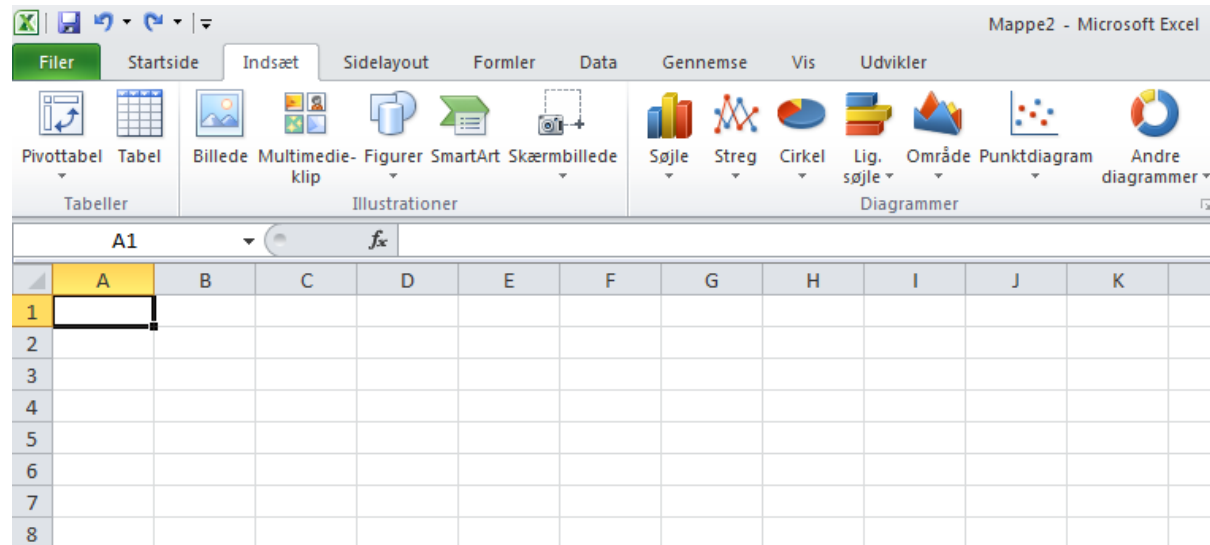 Mappe2 - Microsoft Excel
Filer Startside Indsæt Sidelayout Formler Data Gennemse Vis Udvikler
Pivottabel Tabel Billede Multimedie- Figurer SmartArt Skærmbillede Søjle Streg Cirkel Lig. Område Punktdiagram Andre
klip søjle diagrammer
Tabeller Illustrationer Diagrammer
A1 fx
A B C D E F G H I J K
1
2
3
4
5
6
7
8